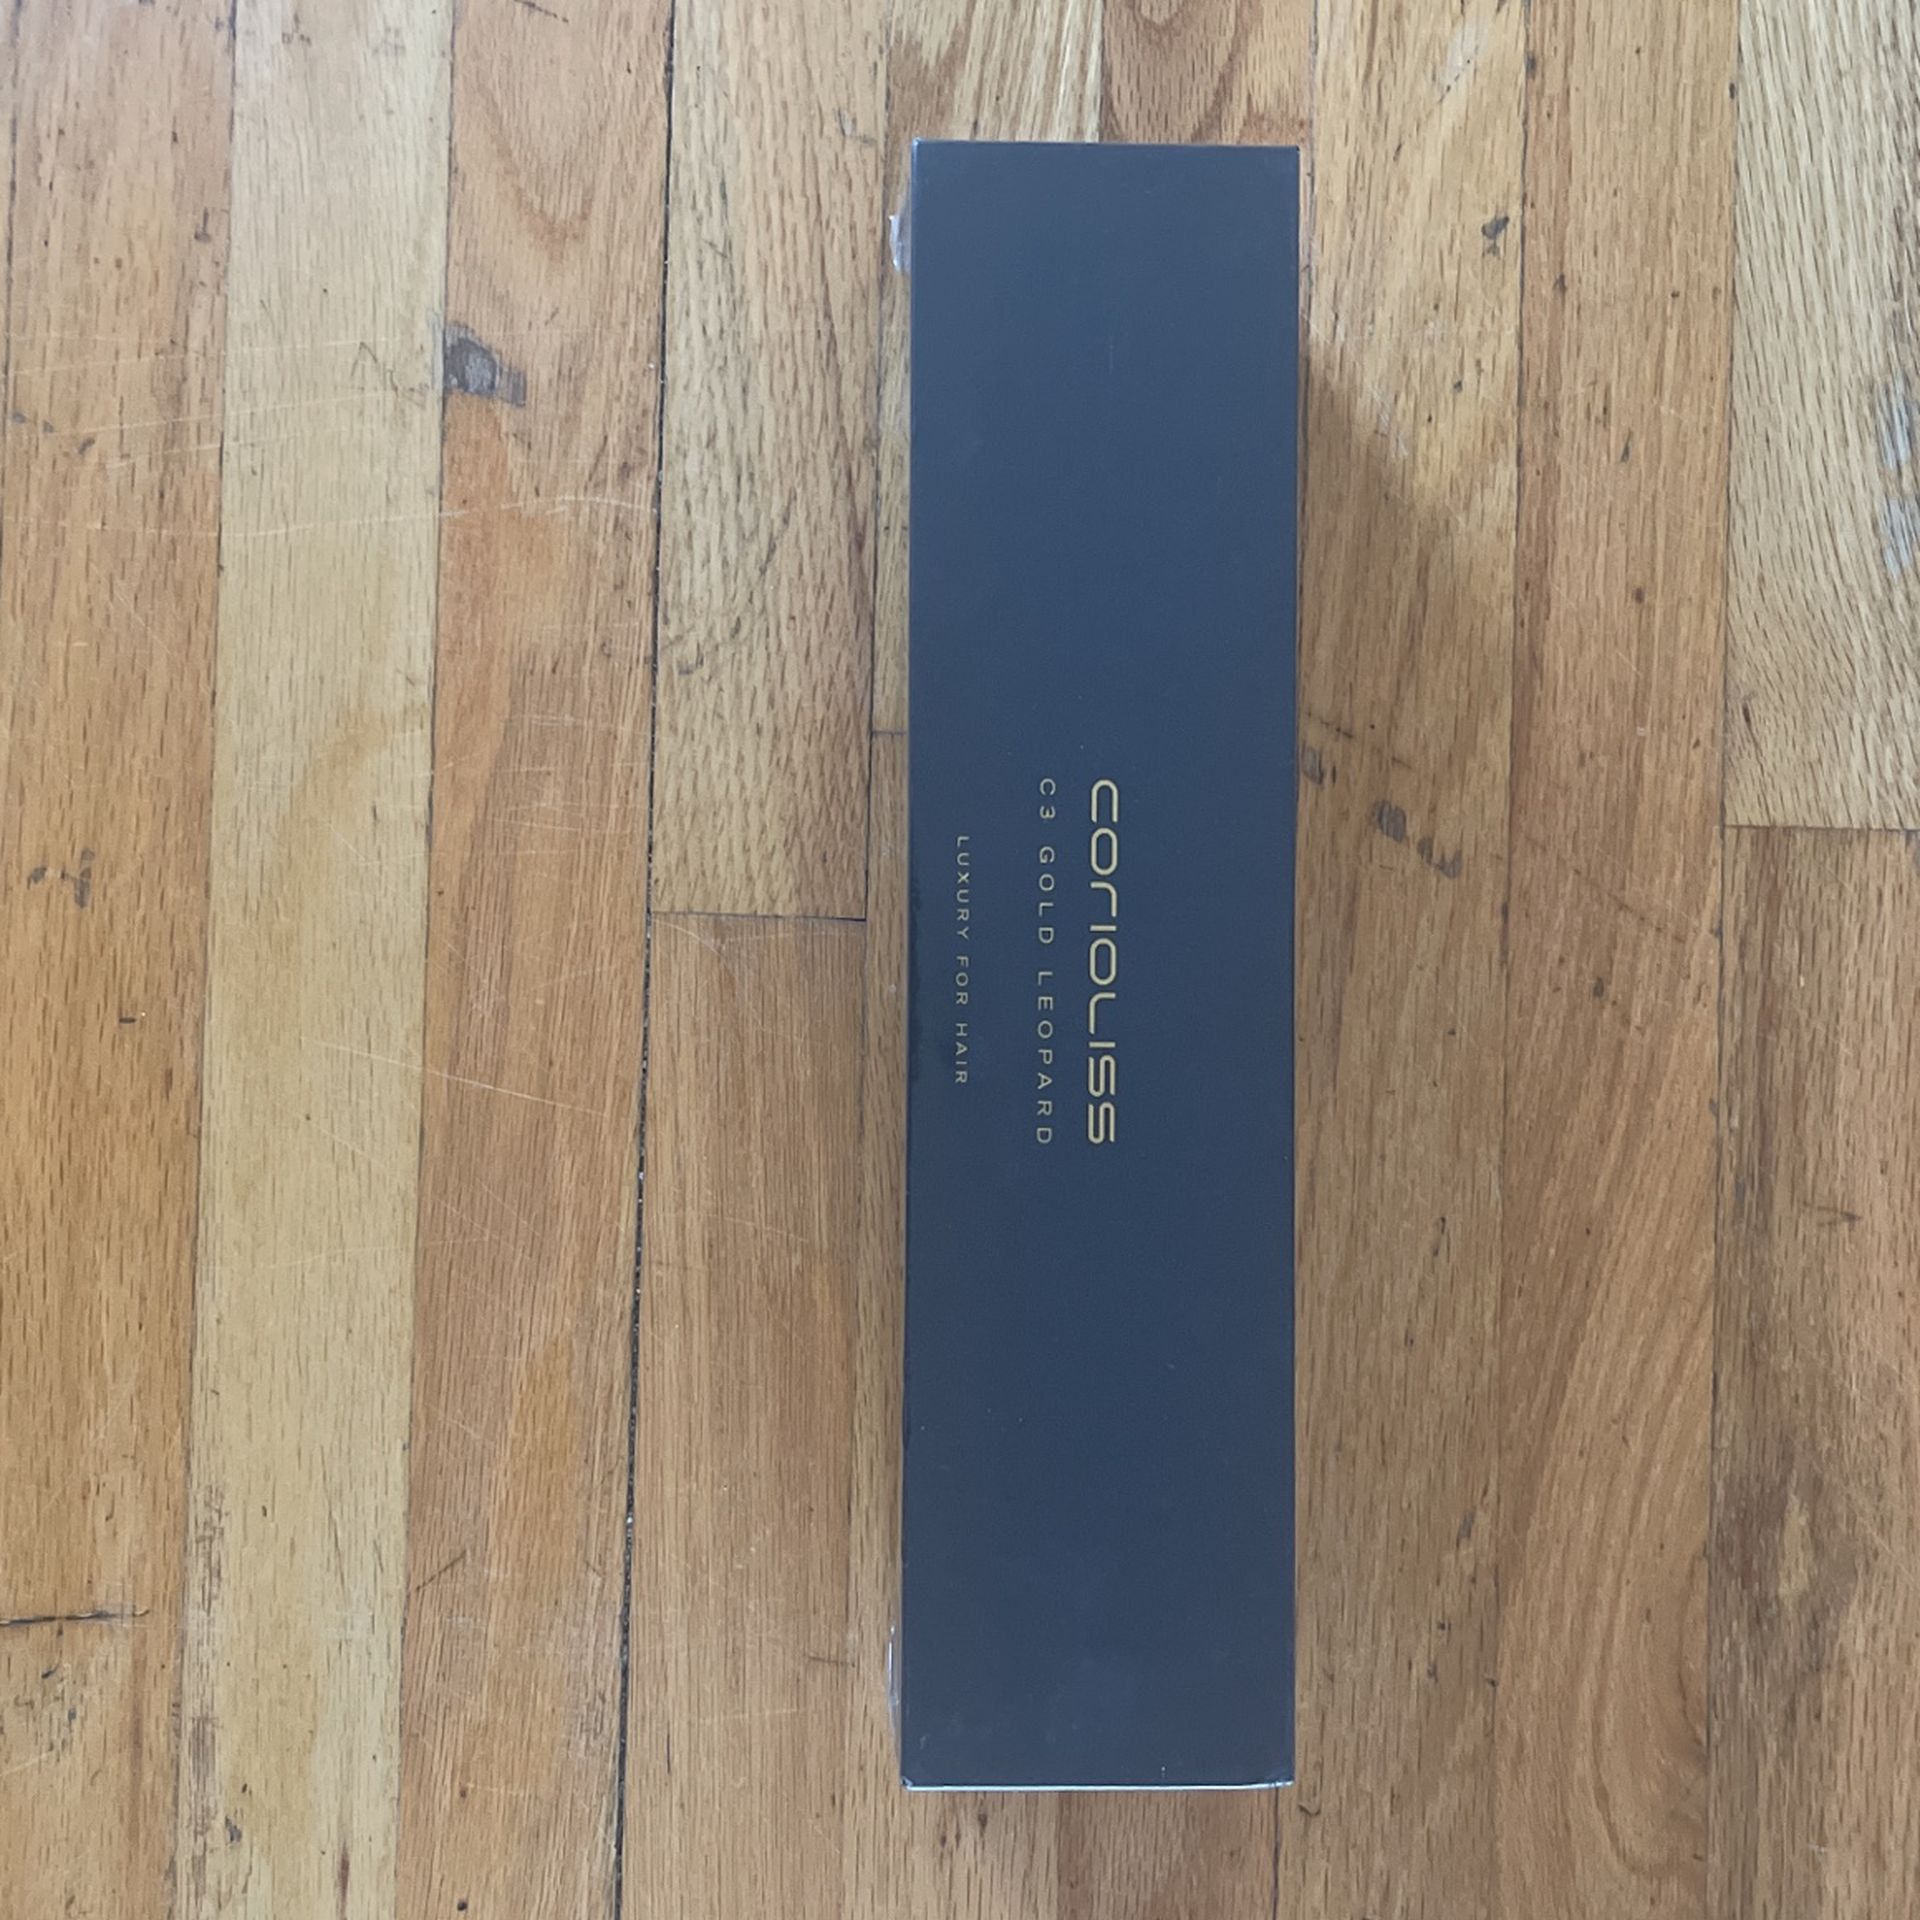 CORIOLISS
C3 GOLD LEOPARD
LUXURY FOR HAIR